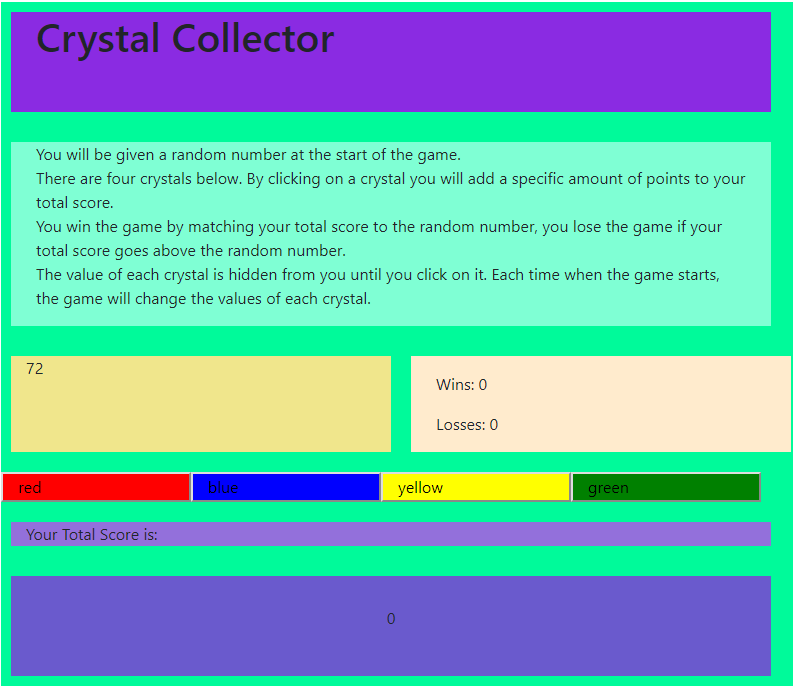 Crystal Collector
You will be given a random number at the start of the game.
There are four crystals below. By clicking on a crystal you will add a specific amount of points to your
total score.
You win the game by matching your total score to the random number, you lose the game if your
total score goes above the random number.
The value of each crystal is hidden from you until you click on it. Each time when the game starts,
the game will change the values of each crystal.
72
Wins: 0
Losses: 0
red
blue
yellow
green
Your Total Score is:
0